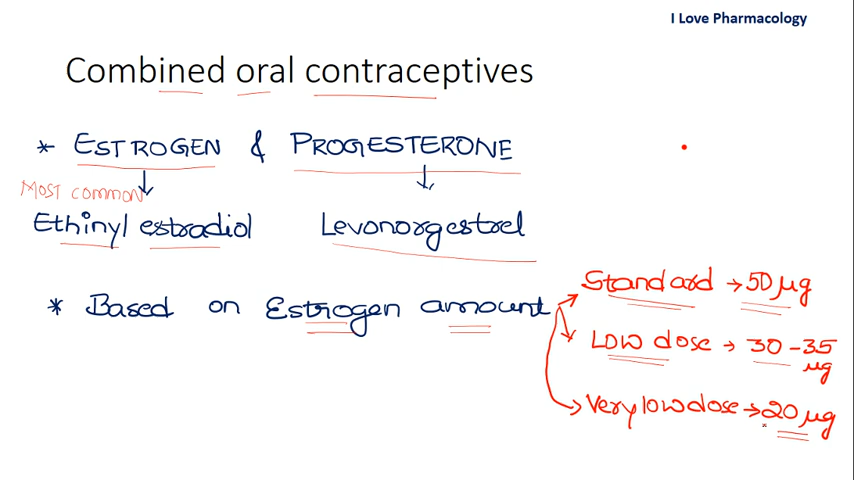 I Love Pharmacology
Combined oral contraceptives
* ESTROGEN & PROGESTERONE
MOST COMMON
Ethinyl estradiol Levonorgestrel
* Based on Estrogen amount
Standard → 50 μg
Low dose → 30-35 μg
Very low dose → 20 μg